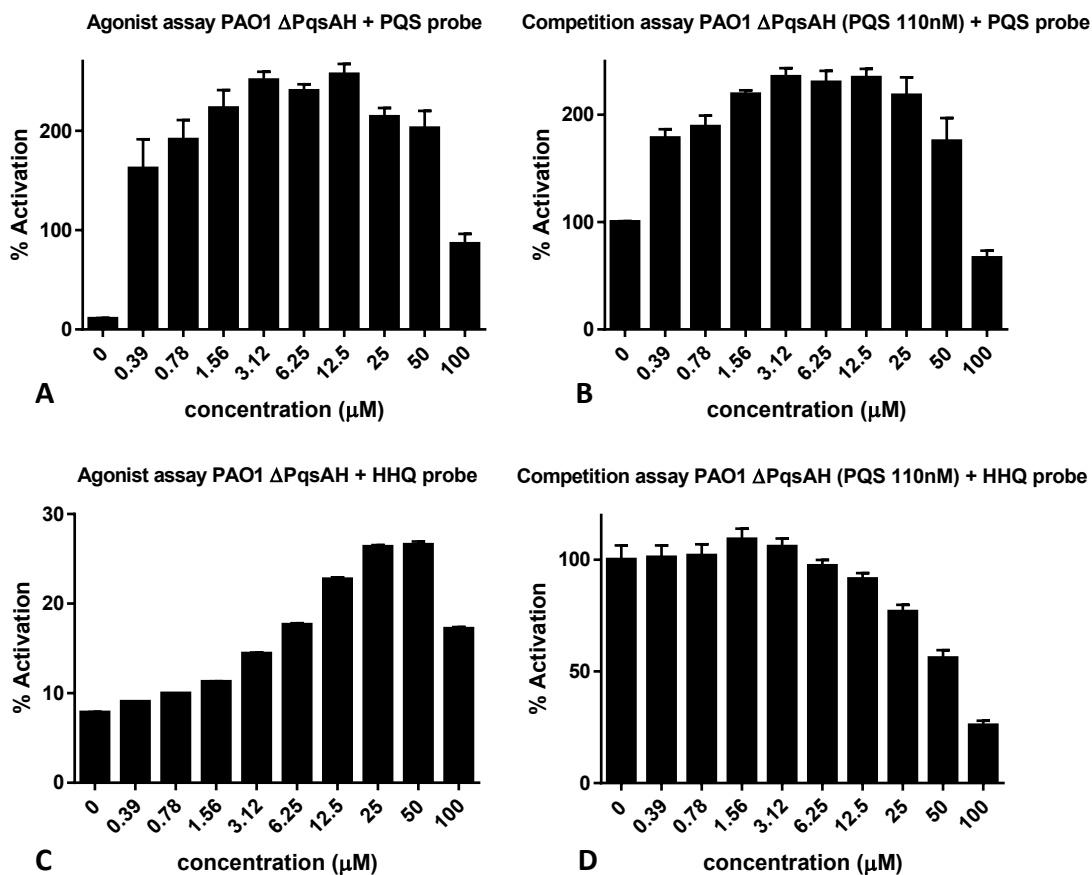 Agonist assay PAO1 ΔPqsAH + PQS probe
% Activation
200
100
0
0 0.39 0.78 1.56 3.12 6.25 12.5 25 50 100
A
concentration (μM)
Competition assay PAO1 ΔPqsAH (PQS 110nM) + PQS probe
% Activation
200
100
0
0 0.39 0.78 1.56 3.12 6.25 12.5 25 50 100
B
concentration (μM)
Agonist assay PAO1 ΔPqsAH + HHQ probe
% Activation
30
20
10
0
0 0.39 0.78 1.56 3.12 6.25 12.5 25 50 100
C
concentration (μM)
Competition assay PAO1 ΔPqsAH (PQS 110nM) + HHQ probe
% Activation
100
50
0
0 0.39 0.78 1.56 3.12 6.25 12.5 25 50 100
D
concentration (μM)